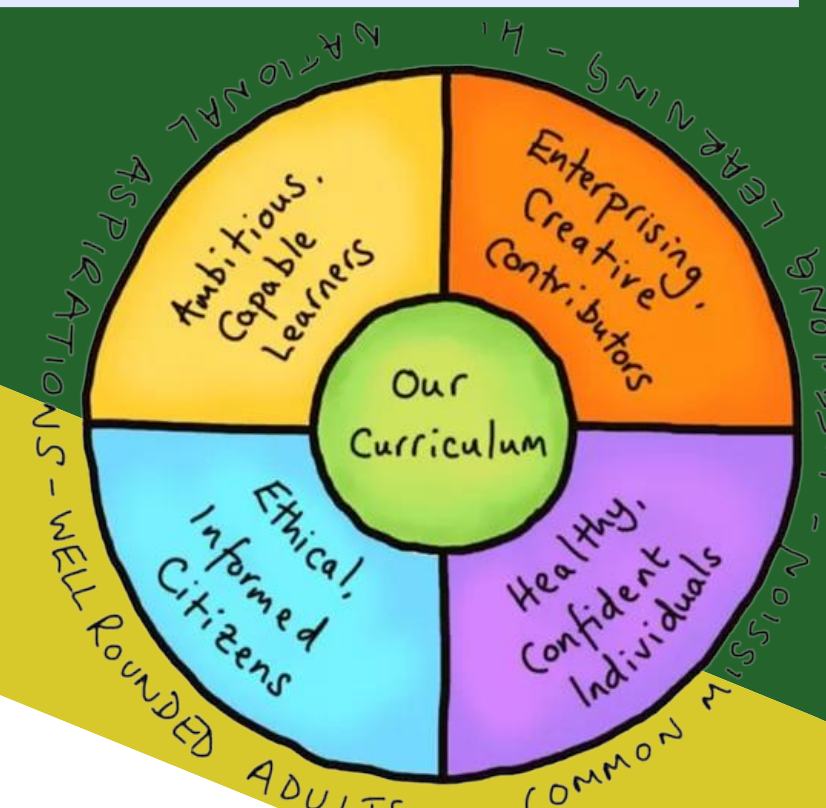 NATIONAL ASPIRATIONS - WELL ROUNDED ADULTS
COMMON MISSION -
LEARNING -
Ambitious,
Capable
Learners
Enterprising,
Creative
Contributors
Our
Curriculum
Ethical,
Informed
Citizens
Healthy,
Confident
Individuals